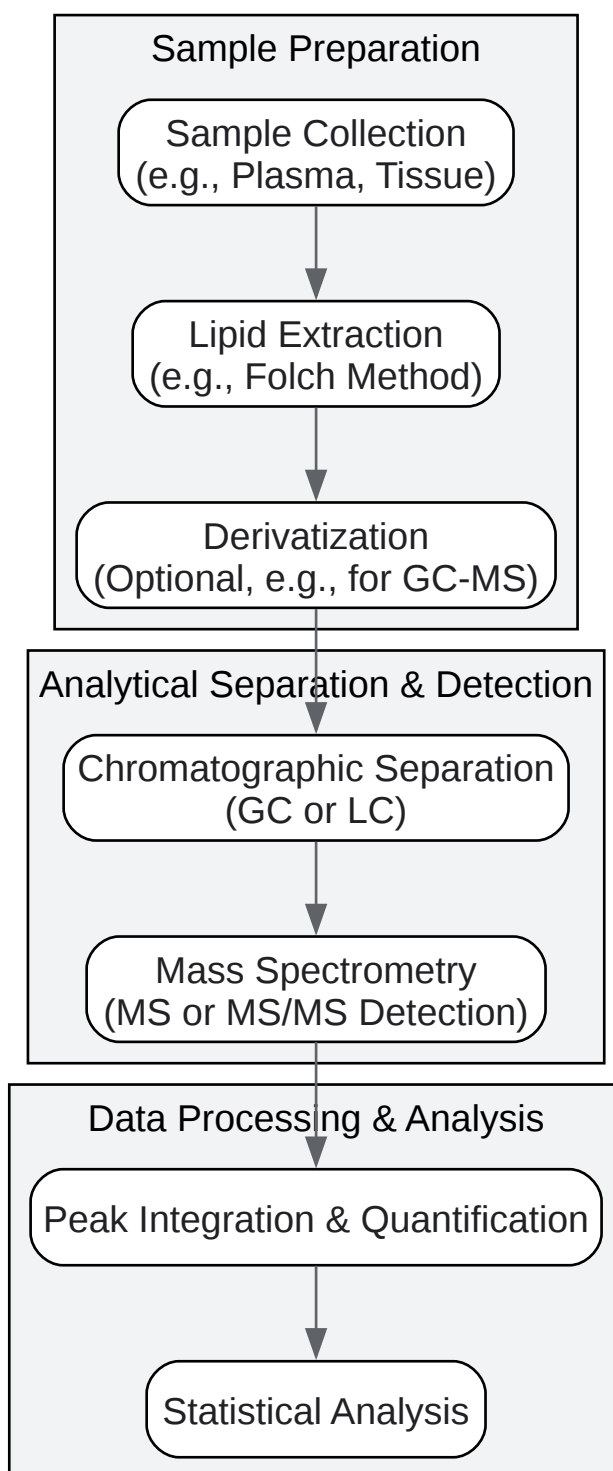 Sample Preparation
Sample Collection
(e.g., Plasma, Tissue)
Lipid Extraction
(e.g., Folch Method)
Derivatization
(Optional, e.g., for GC-MS)
Analytical Separation & Detection
Chromatographic Separation
(GC or LC)
Mass Spectrometry
(MS or MS/MS Detection)
Data Processing & Analysis
Peak Integration & Quantification
Statistical Analysis